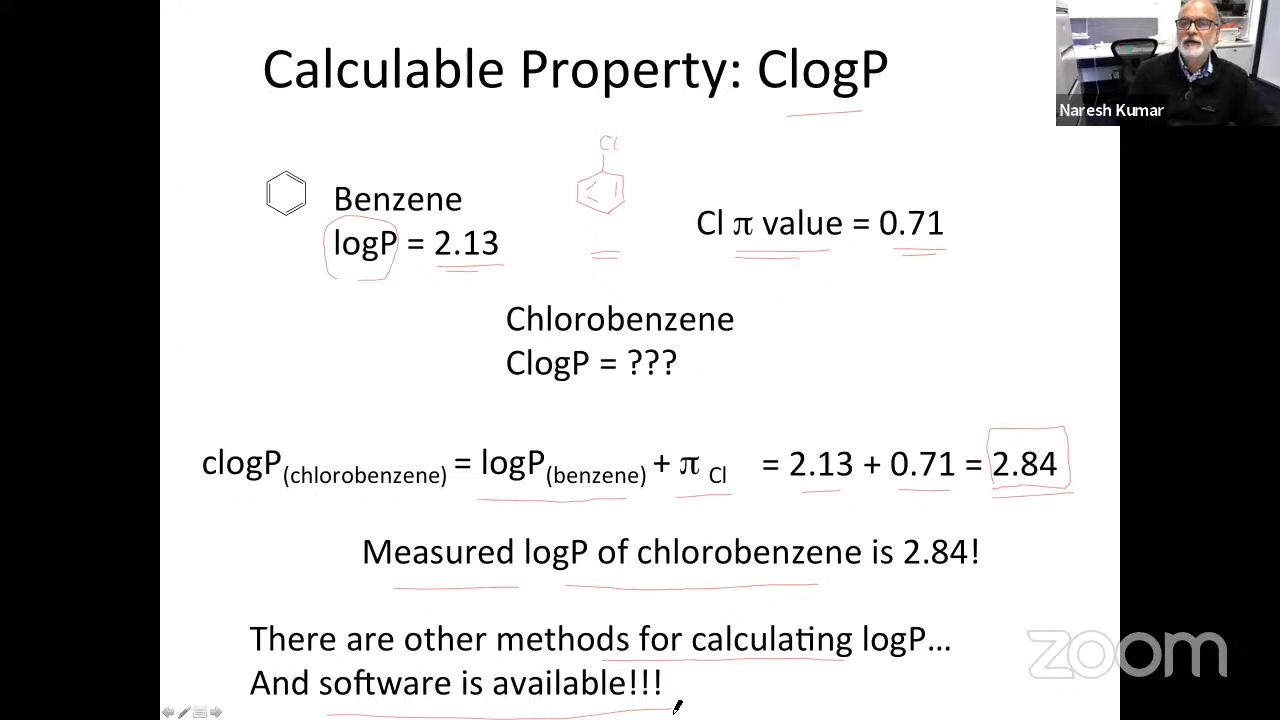 Calculable Property: ClogP
Naresh Kumar
Cl
Benzene
logP = 2.13
Cl π value = 0.71
Chlorobenzene
ClogP = ???
clogP(chlorobenzene) = logP(benzene) + π Cl = 2.13 + 0.71 = 2.84
Measured logP of chlorobenzene is 2.84!
There are other methods for calculating logP...
And software is available!!!
zoom